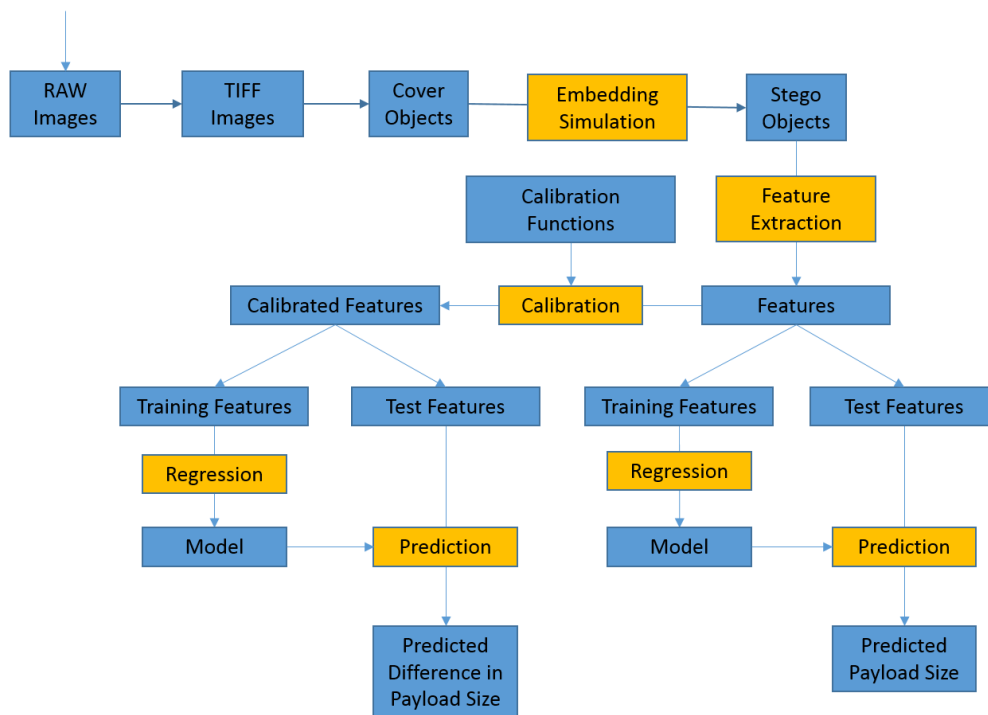 RAW
Images
TIFF
Images
Cover
Objects
Embedding
Simulation
Stego
Objects
Calibration
Functions
Feature
Extraction
Calibrated Features
Calibration
Features
Training Features
Test Features
Training Features
Test Features
Regression
Regression
Model
Prediction
Model
Prediction
Predicted
Difference in
Payload Size
Predicted
Payload Size